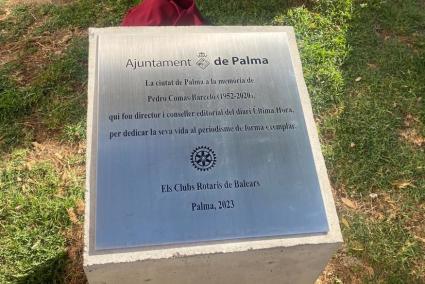 Ajuntament de Palma
La ciutat de Palma a la memòria de
Pedro Comas Barceló (1952-2020),
qui fou director i conseller editorial del diari Última Hora,
per dedicar la seva vida al periodisme de forma exemplar.
Els Clubs Rotaris de Balears
Palma, 2023